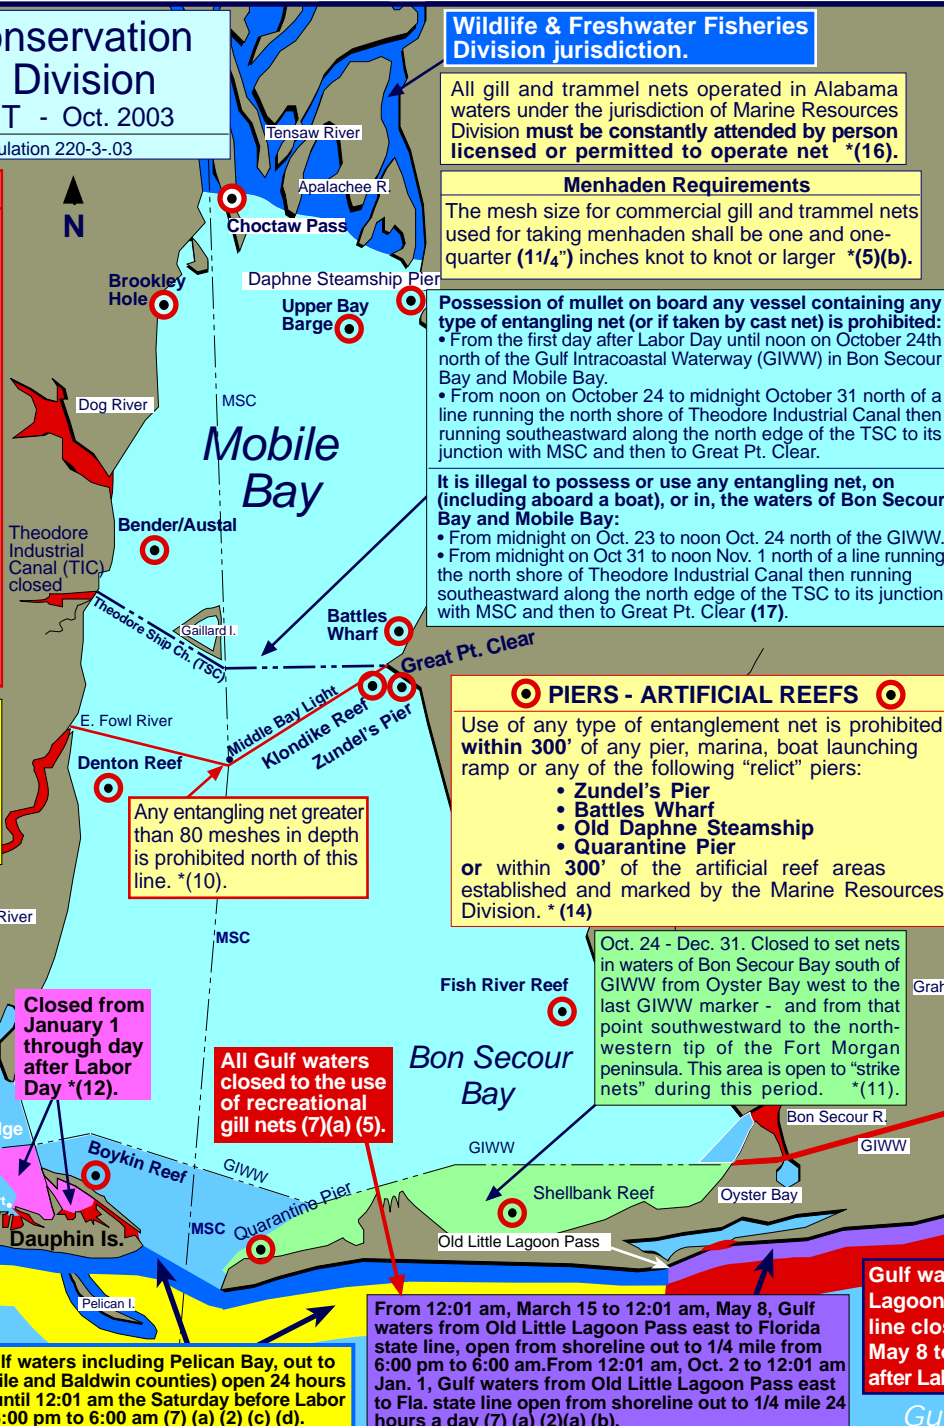 onservation
Division
T - Oct. 2003
ulation 220-3-.03
Wildlife & Freshwater Fisheries
Division jurisdiction.
All gill and trammel nets operated in Alabama
waters under the jurisdiction of Marine Resources
Division must be constantly attended by person
licensed or permitted to operate net *(16).
Menhaden Requirements
The mesh size for commercial gill and trammel nets
used for taking menhaden shall be one and one-
quarter (1 1/4") inches knot to knot or larger *(5)(b).
Tensaw River
Apalachee R.
N
Choctaw Pass
Daphne Steamship Pier
Brookley
Hole
Upper Bay
Barge
Possession of mullet on board any vessel containing any
type of entangling net (or if taken by cast net) is prohibited:
• From the first day after Labor Day until noon on October 24th
north of the Gulf Intracoastal Waterway (GIWW) in Bon Secour
Bay and Mobile Bay.
• From noon on October 24 to midnight October 31 north of a
line running the north shore of Theodore Industrial Canal then
running southeastward along the north edge of the TSC to its
junction with MSC and then to Great Pt. Clear.
It is illegal to possess or use any entangling net, on
(including aboard a boat), or in, the waters of Bon Secour
Bay and Mobile Bay:
• From midnight on Oct. 23 to noon Oct. 24 north of the GIWW.
• From midnight on Oct 31 to noon Nov. 1 north of a line running
the north shore of Theodore Industrial Canal then running
southeastward along the north edge of the TSC to its junction
with MSC and then to Great Pt. Clear (17).
MSC
Dog River
Mobile
Bay
Bender/Austal
Theodore
Industrial
Canal (TIC)
closed
Theodore Ship Ch. (TSC)
Gaillard I.
Battles
Wharf
Great Pt. Clear
Middle Bay Light
Klondike Reef
Zundel's Pier
E. Fowl River
Denton Reef
PIERS - ARTIFICIAL REEFS
Use of any type of entanglement net is prohibited
within 300' of any pier, marina, boat launching
ramp or any of the following "relict" piers:
• Zundel's Pier
• Battles Wharf
• Old Daphne Steamship
• Quarantine Pier
or within 300' of the artificial reef areas
established and marked by the Marine Resources
Division. * (14)
Any entangling net greater
than 80 meshes in depth
is prohibited north of this
line. *(10).
River
MSC
Oct. 24 - Dec. 31. Closed to set nets
in waters of Bon Secour Bay south of
GIWW from Oyster Bay west to the
last GIWW marker - and from that
point southwestward to the north-
western tip of the Fort Morgan
peninsula. This area is open to "strike
nets" during this period. *(11).
Grah
Fish River Reef
Closed from
January 1
through day
after Labor
Day *(12).
All Gulf waters
closed to the use
of recreational
gill nets (7)(a) (5).
Bon Secour
Bay
Bon Secour R.
GIWW
dge
Boykin Reef
GIWW
GIWW
Oyster Bay
Shellbank Reef
rt.
MSC
Quarantine Pier
Dauphin Is.
Old Little Lagoon Pass
Pelican I.
From 12:01 am, March 15 to 12:01 am, May 8, Gulf
waters from Old Little Lagoon Pass east to Florida
state line, open from shoreline out to 1/4 mile from
6:00 pm to 6:00 am.From 12:01 am, Oct. 2 to 12:01 am
Jan. 1, Gulf waters from Old Little Lagoon Pass east
to Fla. state line open from shoreline out to 1/4 mile 24
hours a day (7) (a) (2)(a) (b).
Gulf wa
Lagoon
line clos
May 8 to
after Lab
lf waters including Pelican Bay, out to
ile and Baldwin counties) open 24 hours
until 12:01 am the Saturday before Labor
6:00 pm to 6:00 am (7) (a) (2) (c) (d).
Gu